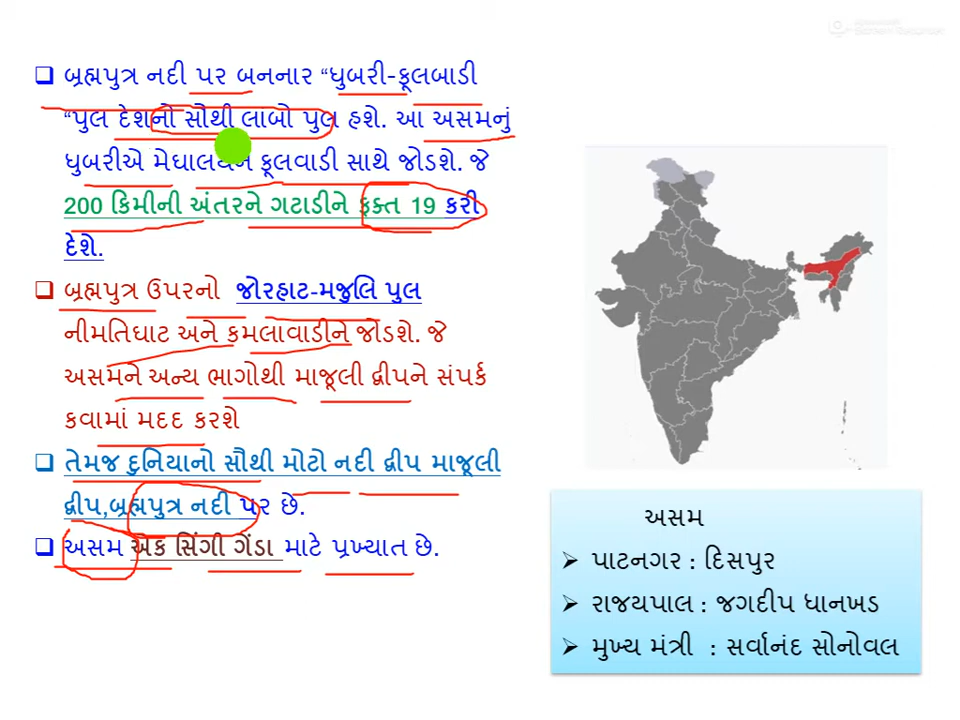 બ્રહ્મપુત્ર નદી પર બનનાર “ધુબરી-ફૂલબાડી
“પુલ દેશનો સૌથી લાંબો પુલ હશે. આ અસમનું
ધુબરીએ મેઘાલયને ફૂલવાડી સાથે જોડશે. જે
200 કિમીની અંતરને ગટાડીને ફક્ત 19 કરી
દેશે.
બ્રહ્મપુત્ર ઉપરનો જોરહાટ-મજુલિ પુલ
નીમતિઘાટ અને કમલાવાડીને જોડશે. જે
અસમને અન્ય ભાગોથી માજૂલી દ્વીપને સંપર્ક
કવામાં મદદ કરશે
તેમજ દુનિયાનો સૌથી મોટો નદી દ્વીપ માજૂલી
દ્વીપ,બ્રહ્મપુત્ર નદી પર છે.
અસમ એક સિંગી ગેંડા માટે પ્રખ્યાત છે.
અસમ
પાટનગર : દિસપુર
રાજયપાલ : જગદીપ ધાનખડ
મુખ્ય મંત્રી : સર્વાનંદ સોનોવલ